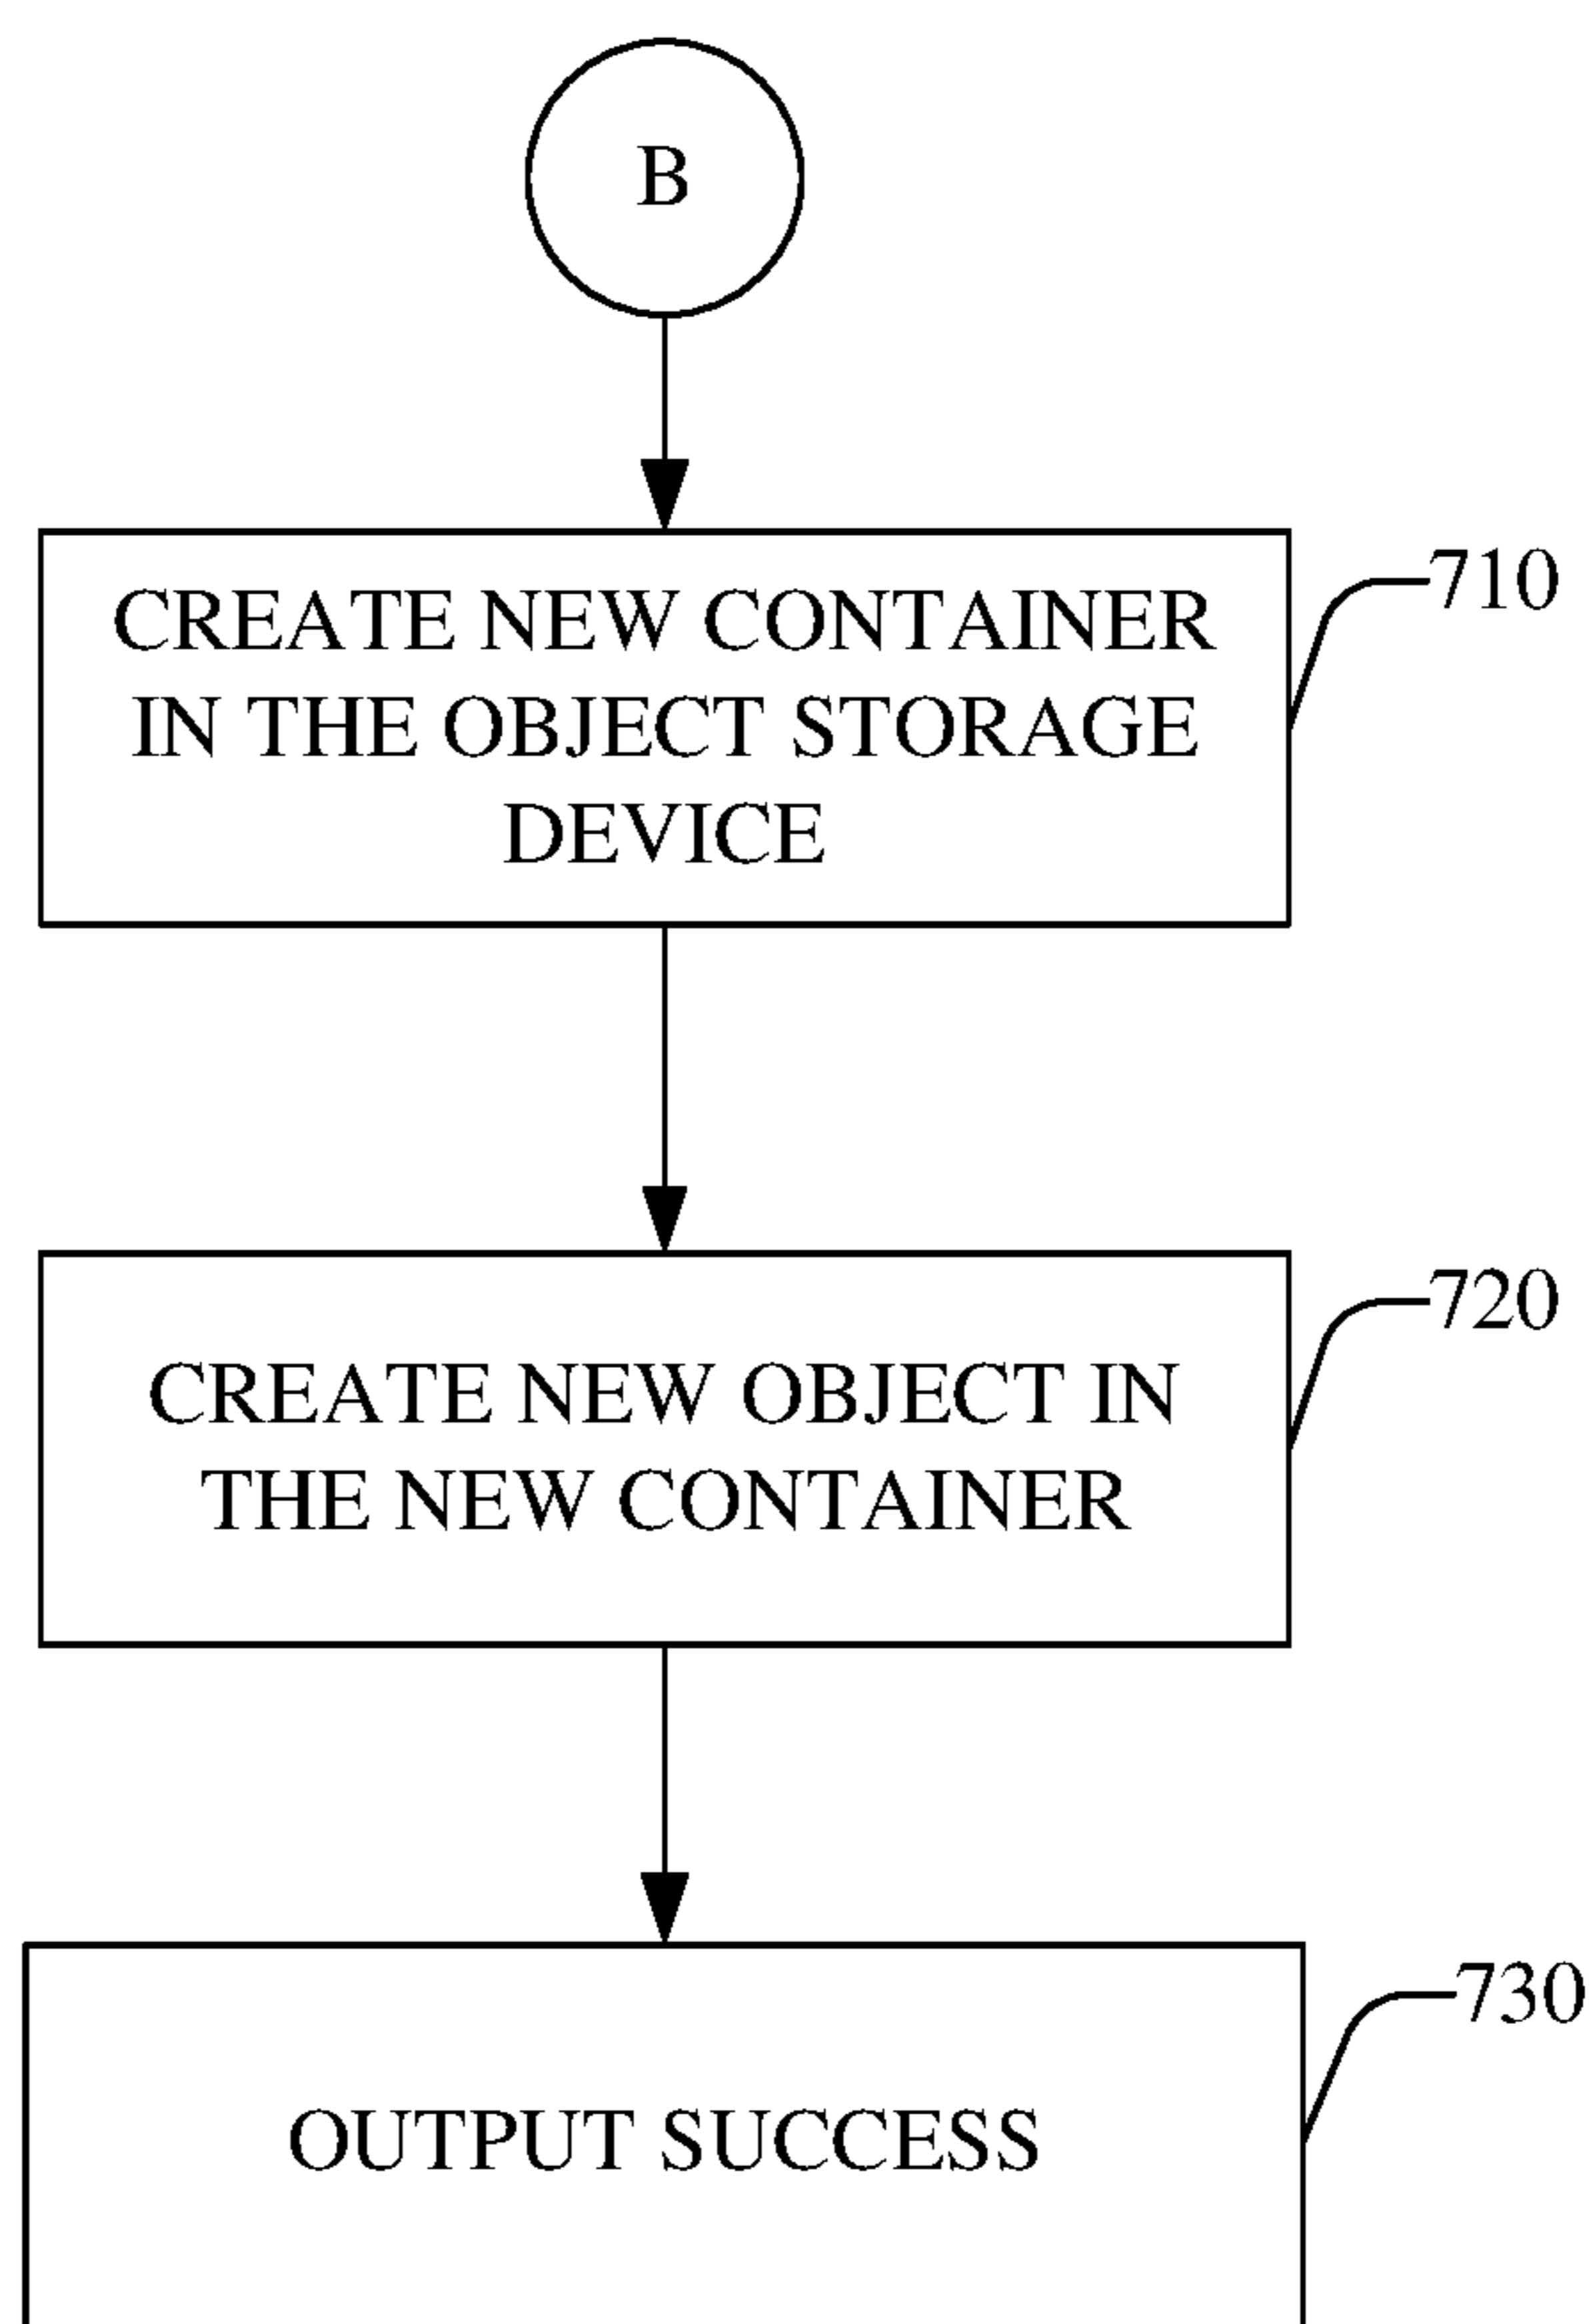 B
CREATE NEW CONTAINER
IN THE OBJECT STORAGE
DEVICE
710
CREATE NEW OBJECT IN
THE NEW CONTAINER
720
OUTPUT SUCCESS
730